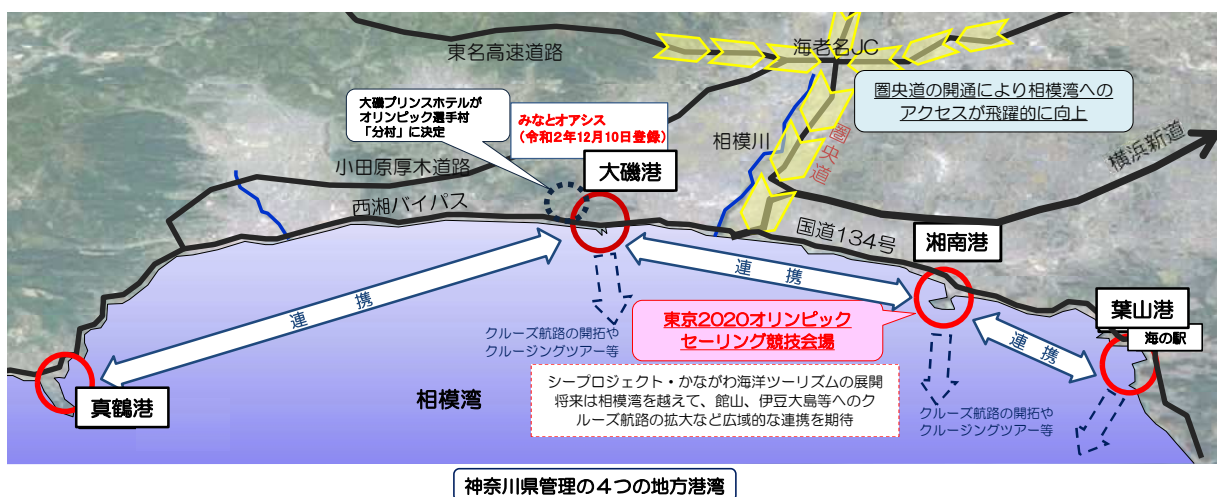 東名高速道路
海老名JC
大磯プリンスホテルが
オリンピック選手村
「分村」に決定
みなとオアシス
（令和2年12月10日登録）
圏央道の開通により相模湾への
アクセスが飛躍的に向上
相模川
圏央道
横浜新道
小田原厚木道路
大磯港
西湘バイパス
国道134号
湘南港
連携
連携
葉山港
海の駅
東京2020オリンピック
セーリング競技会場
クルーズ航路の開拓や
クルージングツアー等
連携
シープロジェクト・かながわ海洋ツーリズムの展開
将来は相模湾を越えて、館山、伊豆大島等へのク
ルーズ航路の拡大など広域的な連携を期待
真鶴港
相模湾
クルーズ航路の開拓や
クルージングツアー等
神奈川県管理の４つの地方港湾